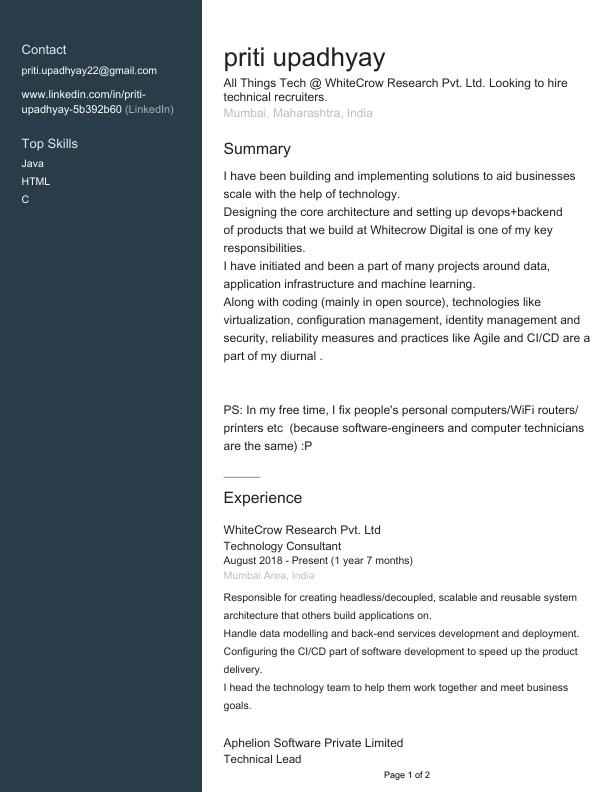 Contact
priti.upadhyay22@gmail.com
www.linkedin.com/in/priti-
upadhyay-5b392b60 (LinkedIn)
Top Skills
Java
HTML
C
priti upadhyay
All Things Tech @ WhiteCrow Research Pvt. Ltd. Looking to hire
technical recruiters.
Mumbai, Maharashtra, India
Summary
I have been building and implementing solutions to aid businesses
scale with the help of technology.
Designing the core architecture and setting up devops+backend
of products that we build at Whitecrow Digital is one of my key
responsibilities.
I have initiated and been a part of many projects around data,
application infrastructure and machine learning.
Along with coding (mainly in open source), technologies like
virtualization, configuration management, identity management and
security, reliability measures and practices like Agile and CI/CD are a
part of my diurnal .
PS: In my free time, I fix people's personal computers/WiFi routers/
printers etc  (because software-engineers and computer technicians
are the same) :P
Experience
WhiteCrow Research Pvt. Ltd
Technology Consultant
August 2018 - Present (1 year 7 months)
Mumbai Area, India
Responsible for creating headless/decoupled, scalable and reusable system
architecture that others build applications on.
Handle data modelling and back-end services development and deployment.
Configuring the CI/CD part of software development to speed up the product
delivery.
I head the technology team to help them work together and meet business
goals.
Aphelion Software Private Limited
Technical Lead
Page 1 of 2